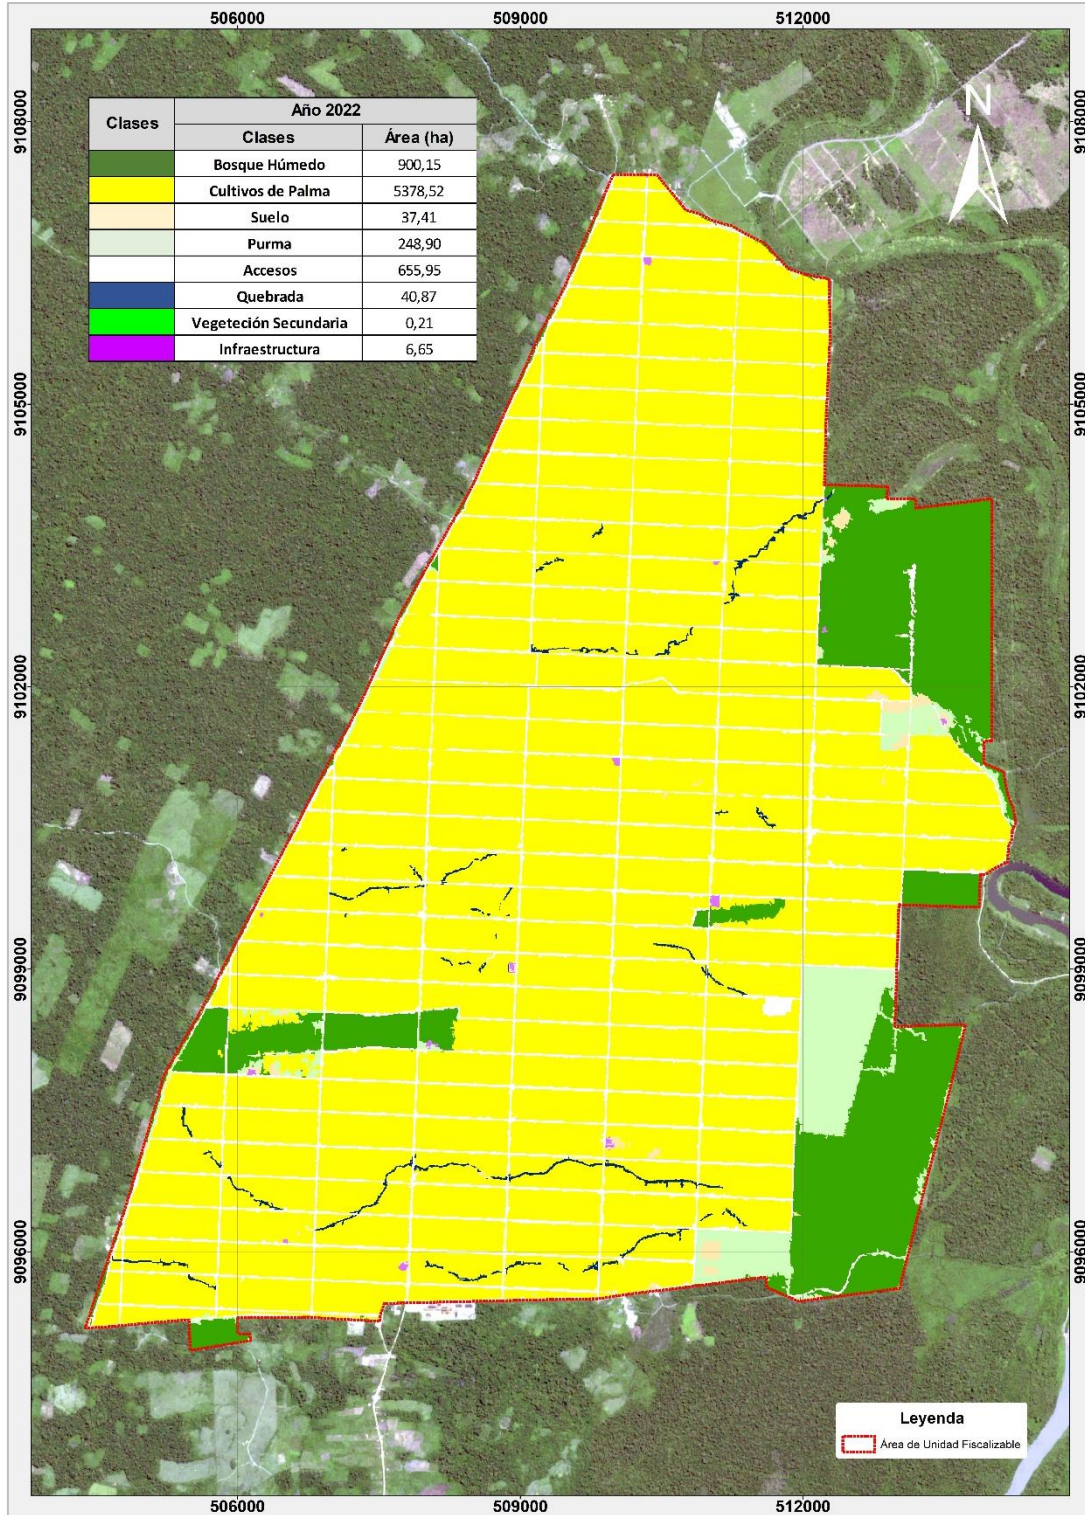 506000 509000 512000
9108000 9108000
Clases Año 2022
Clases Área (ha)
Bosque Húmedo 900,15
Cultivos de Palma 5378,52
Suelo 37,41
Purma 248,90
Accesos 655,95
Quebrada 40,87
Vegeteción Secundaria 0,21
Infraestructura 6,65
N
9105000 9105000
9102000 9102000
9099000 9099000
9096000 9096000
Leyenda
Área de Unidad Fiscalizable
506000 509000 512000